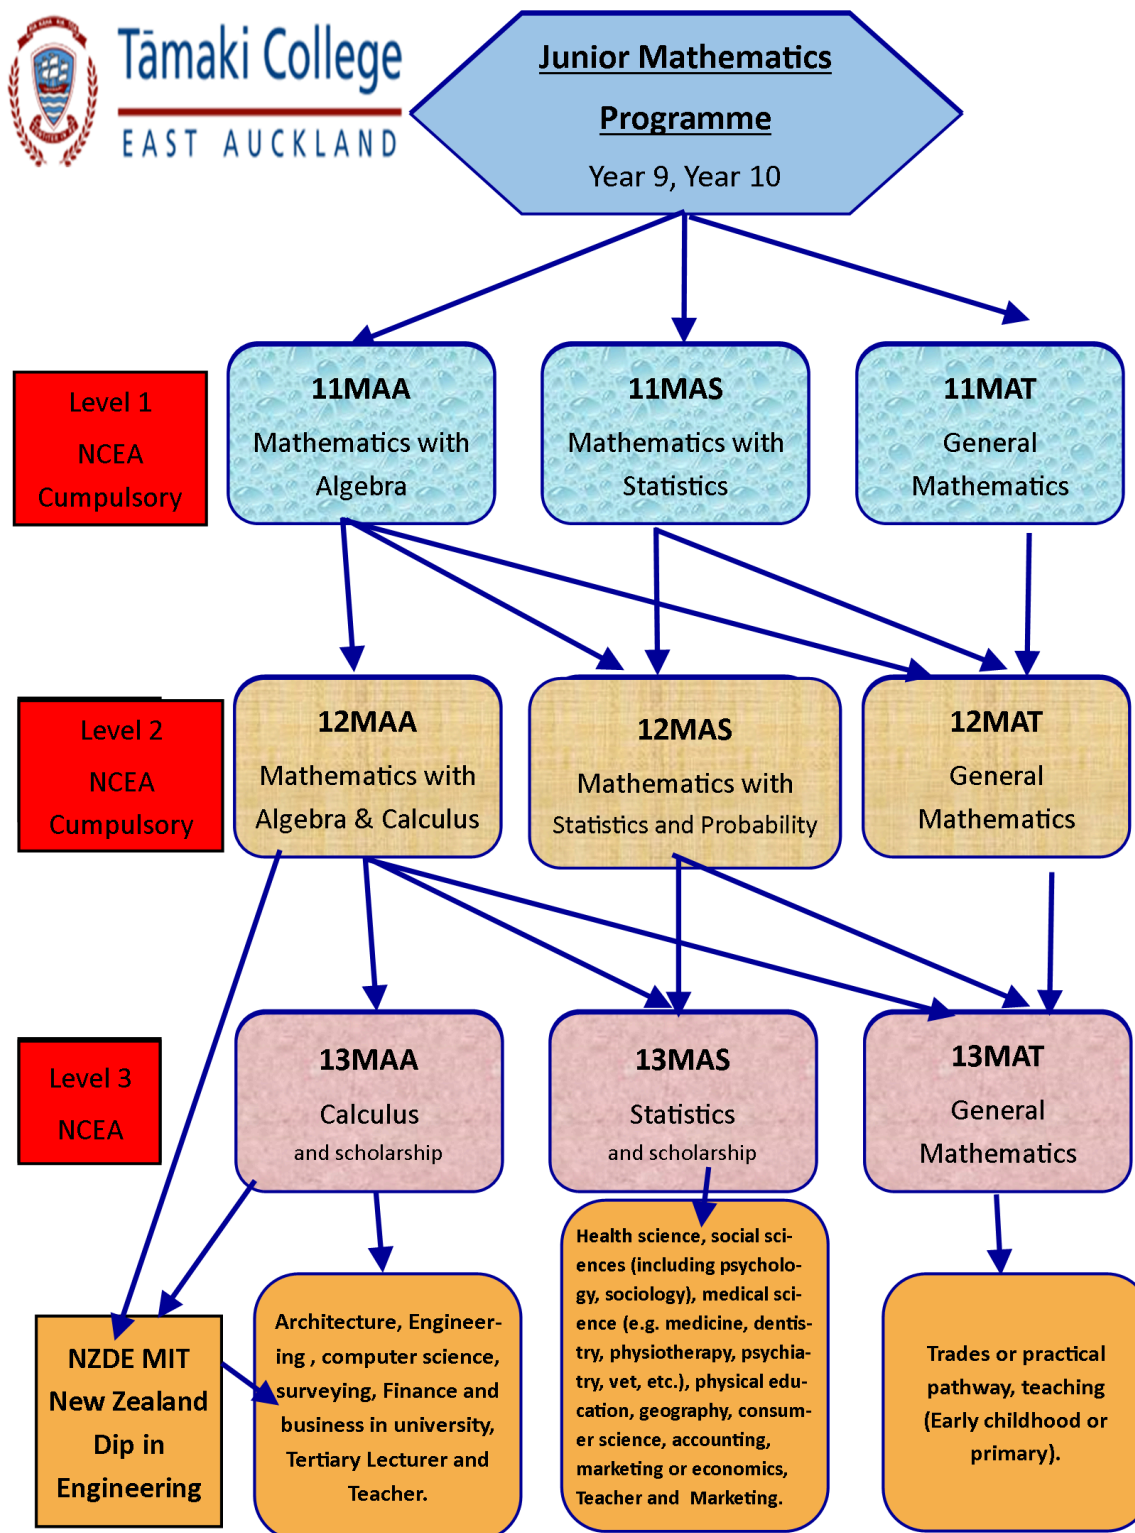 Tāmaki College
EAST AUCKLAND
Junior Mathematics
Programme
Year 9, Year 10
Level 1
NCEA
Cumpulsory
11MAA
Mathematics with
Algebra
11MAS
Mathematics with
Statistics
11MAT
General
Mathematics
Level 2
NCEA
Cumpulsory
12MAA
Mathematics with
Algebra & Calculus
12MAS
Mathematics with
Statistics and Probability
12MAT
General
Mathematics
Level 3
NCEA
13MAA
Calculus
and scholarship
13MAS
Statistics
and scholarship
13MAT
General
Mathematics
NZDE MIT
New Zealand
Dip in
Engineering
Architecture, Engineer-
ing , computer science,
surveying, Finance and
business in university,
Tertiary Lecturer and
Teacher.
Health science, social sci-
ences (including psycholo-
gy, sociology), medical sci-
ence (e.g. medicine, dentis-
try, physiotherapy, psychia-
try, vet, etc.), physical edu-
cation, geography, consum-
er science, accounting,
marketing or economics,
Teacher and Marketing.
Trades or practical
pathway, teaching
(Early childhood or
primary).